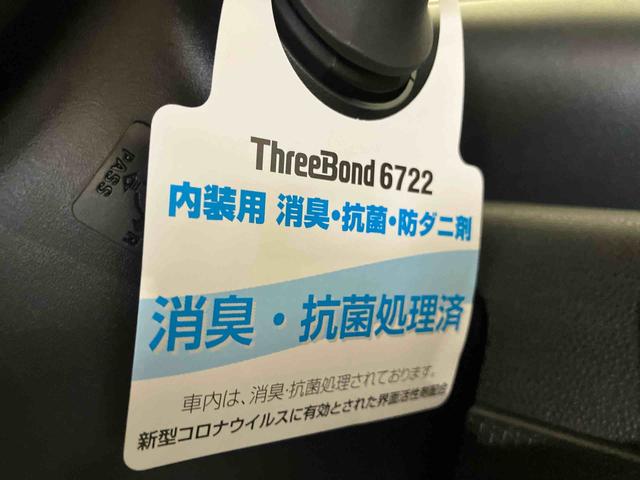 ThreeBond 6722
内装用 消臭・抗菌・防ダニ剤
消臭・抗菌処理済
車内は、消臭・抗菌処理されております。
新型コロナウイルスに有効とされた界面活性剤配合
PASS